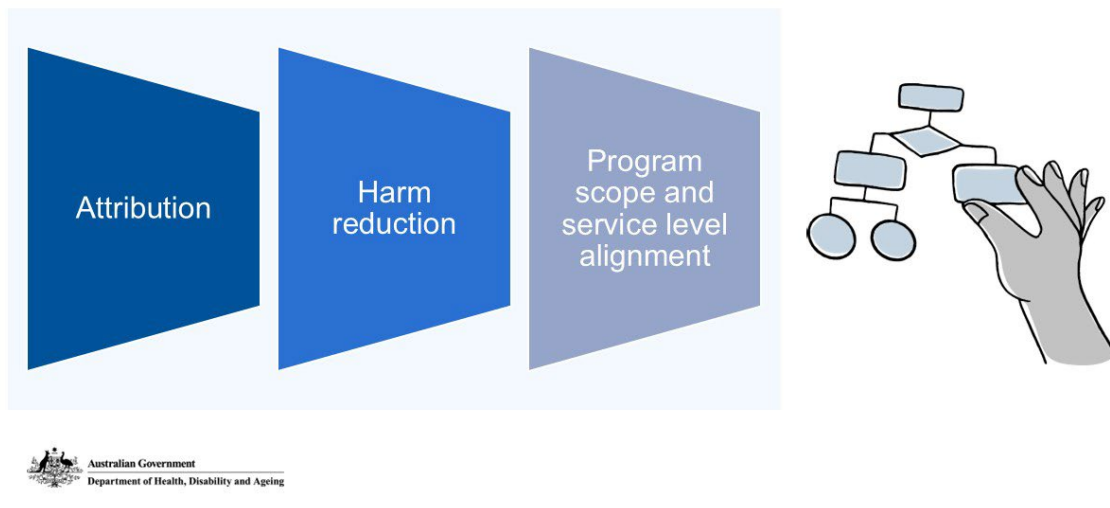 Attribution
Harm
reduction
Program
scope and
service level
alignment
Australian Government
Department of Health, Disability and Ageing